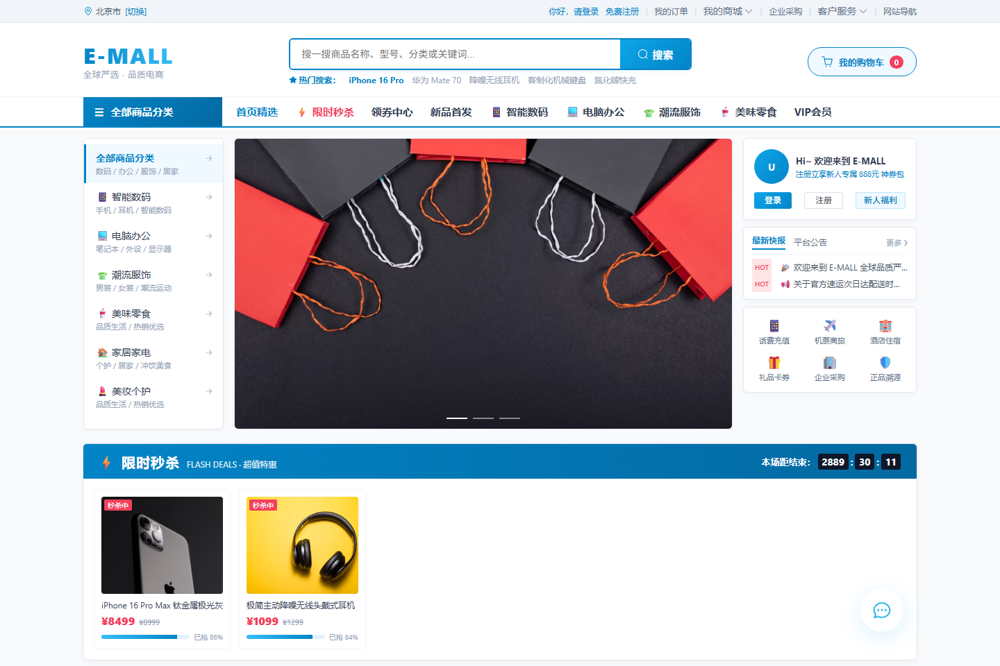 北京市 [切换]
你好，请登录 免费注册 | 我的订单 | 我的商城 | 企业采购 | 客户服务 | 网站导航
E-MALL
全球严选 · 品质电商
搜一搜商品名称、型号、分类或关键词...
搜索
我的购物车 0
热门搜索： iPhone 16 Pro 华为 Mate 70 降噪无线耳机 客制化机械键盘 氮化镓快充
全部商品分类
首页精选 限时秒杀 领券中心 新品首发 智能数码 电脑办公 潮流服饰 美味零食 VIP会员
全部商品分类
数码 / 办公 / 服饰 / 居家
智能数码
手机 / 耳机 / 智能数码
电脑办公
笔记本 / 外设 / 显示器
潮流服饰
男装 / 女装 / 潮流运动
美味零食
品质生活 / 热销优选
家居家电
个护 / 居家 / 冲饮美食
美妆个护
品质生活 / 热销优选
U
Hi~ 欢迎来到 E-MALL
注册立享新人专属 888元 神券包
登录 注册 新人福利
最新快报 平台公告 更多
HOT 欢迎来到 E-MALL 全球品质严...
HOT 关于官方速运次日达配送时...
话费充值 机票商旅 酒店住宿
礼品卡券 企业采购 正品溯源
限时秒杀 FLASH DEALS · 超值特惠
本场距结束： 2889 : 30 : 11
秒杀中
iPhone 16 Pro Max 钛金属极光灰
¥8499 ¥8999
已抢 86%
秒杀中
极简主动降噪无线头戴式耳机
¥1099 ¥1299
已抢 84%